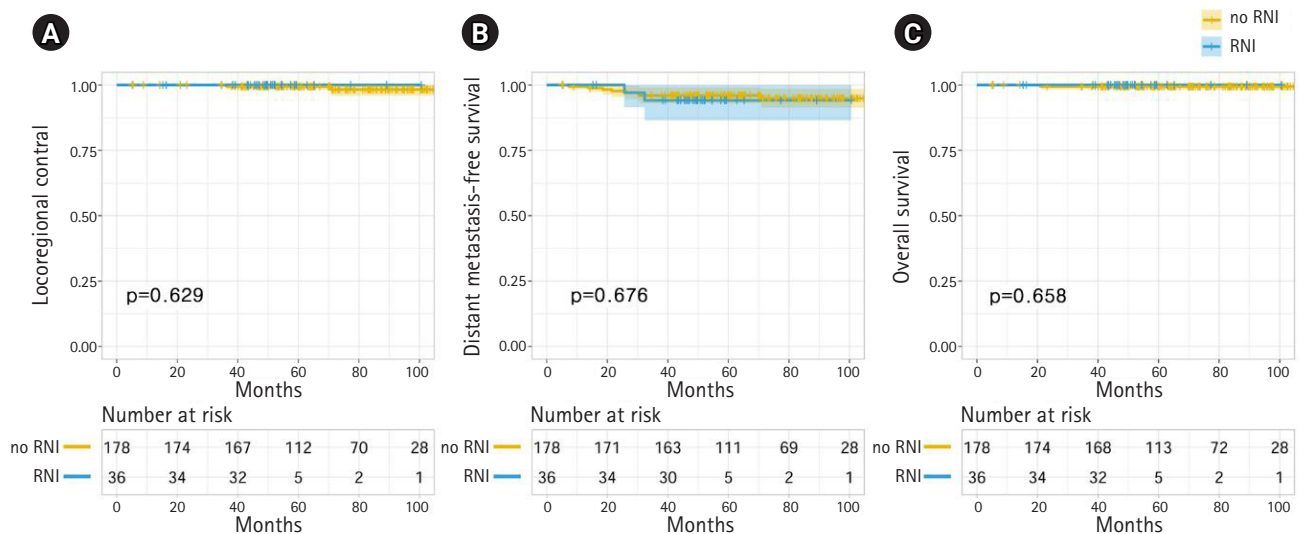 no RNI
RNI
A
Locoregional contral
1.00
0.75
0.50
0.25
0.00
p=0.629
0 20 40 60 80 100
Months
Number at risk
no RNI 178 174 167 112 70 28
RNI 36 34 32 5 2 1
0 20 40 60 80 100
Months
B
Distant metastasis-free survival
1.00
0.75
0.50
0.25
0.00
p=0.676
0 20 40 60 80 100
Months
Number at risk
no RNI 178 171 163 111 69 28
RNI 36 34 30 5 2 1
0 20 40 60 80 100
Months
C
Overall survival
1.00
0.75
0.50
0.25
0.00
p=0.658
0 20 40 60 80 100
Months
Number at risk
no RNI 178 174 168 113 72 28
RNI 36 34 32 5 2 1
0 20 40 60 80 100
Months